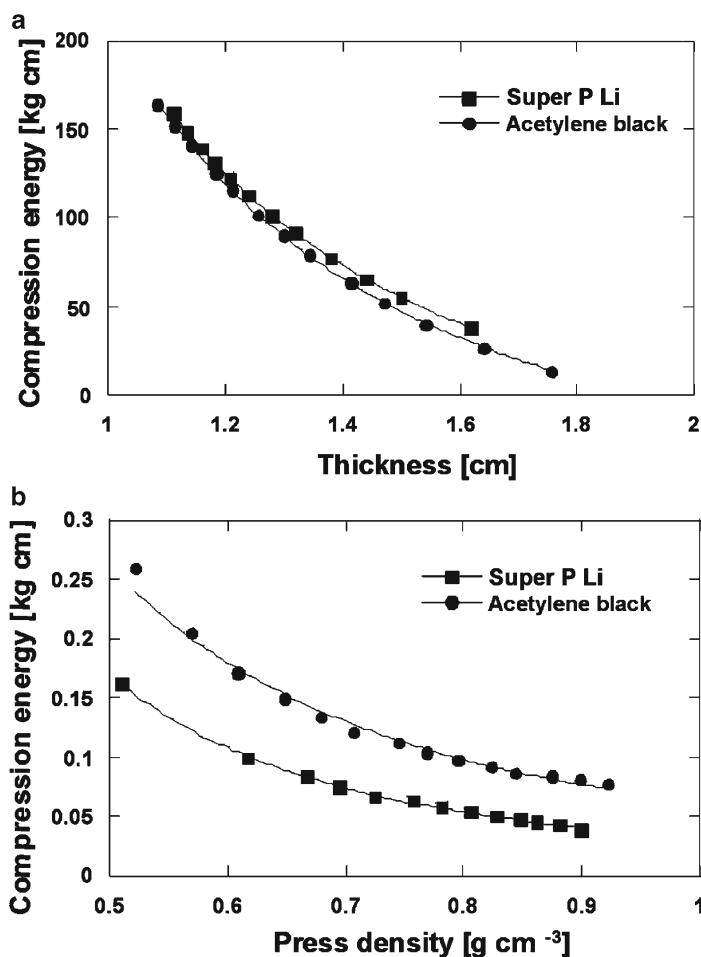 a
200
150
100
50
0
Compression energy [kg cm]
Super P Li
Acetylene black
1
1.2
1.4
1.6
1.8
2
Thickness [cm]
b
0.3
0.25
0.2
0.15
0.1
0.05
0
Compression energy [kg cm]
Super P Li
Acetylene black
0.5
0.6
0.7
0.8
0.9
1
Press density [g cm -3]